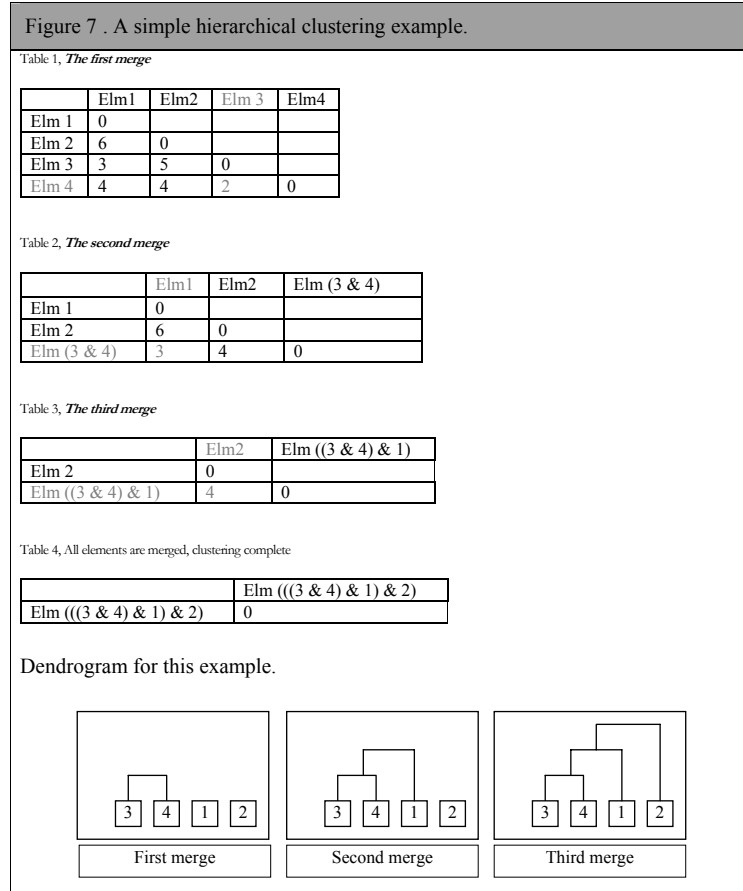 Figure 7 . A simple hierarchical clustering example.
Table 1, The first merge
Elm1 Elm2 Elm 3 Elm4
Elm 1 0
Elm 2 6 0
Elm 3 3 5 0
Elm 4 4 4 2 0
Table 2, The second merge
Elm1 Elm2 Elm (3 & 4)
Elm 1 0
Elm 2 6 0
Elm (3 & 4) 3 4 0
Table 3, The third merge
Elm2 Elm ((3 & 4) & 1)
Elm 2 0
Elm ((3 & 4) & 1) 4 0
Table 4, All elements are merged, clustering complete
Elm (((3 & 4) & 1) & 2)
Elm (((3 & 4) & 1) & 2) 0
Dendrogram for this example.
3 4 1 2 3 4 1 2 3 4 1 2
First merge Second merge Third merge